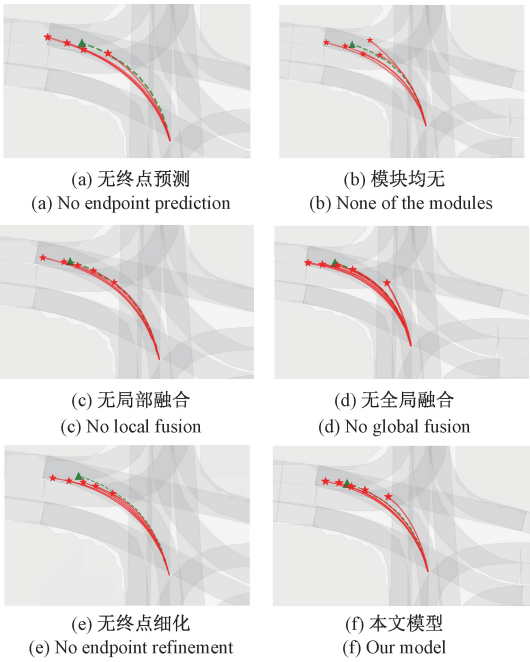 (a) 无终点预测
(a) No endpoint prediction
(b) 模块均无
(b) None of the modules
(c) 无局部融合
(c) No local fusion
(d) 无全局融合
(d) No global fusion
(e) 无终点细化
(e) No endpoint refinement
(f) 本文模型
(f) Our model